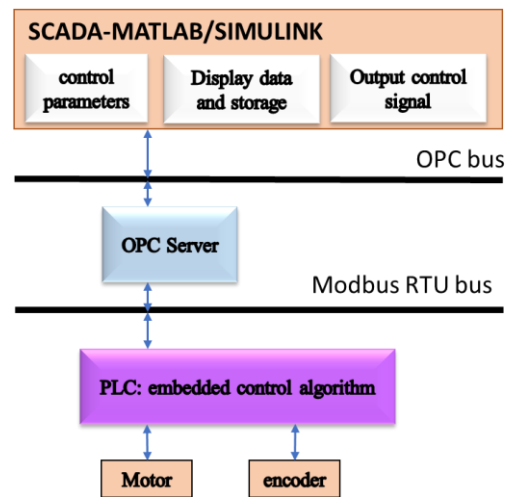 SCADA-MATLAB/SIMULINK
control
parameters
Display data
and storage
Output control
signal
OPC bus
OPC Server
Modbus RTU bus
PLC: embedded control algorithm
Motor
encoder